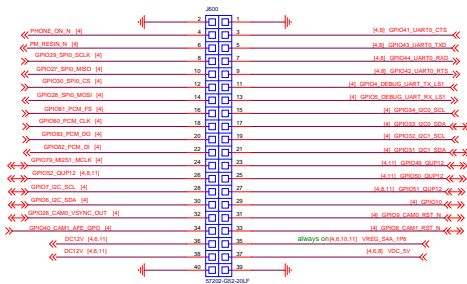 J600
2 1
PHONE_ON_N [4] 4 3 [4,8] GPIO41_UART0_CTS
PM_RESIN_N [4] 6 5 [4,8] GPIO43_UART0_TXD
GPIO29_SPI0_SCLK [4] 8 7 [4,8] GPIO44_UART0_RXD
GPIO27_SPI0_MISO [4] 10 9 [4,8] GPIO42_UART0_RTS
GPIO30_SPI0_CS [4] 12 11 [4] GPIO4_DEBUG_UART_TX_LS1
GPIO28_SPI0_MOSI [4] 14 13 [4] GPIO5_DEBUG_UART_RX_LS1
GPIO81_PCM_FS [4] 16 15 [4] GPIO34_I2C0_SCL
GPIO80_PCM_CLK [4] 18 17 [4] GPIO33_I2C0_SDA
GPIO83_PCM_DO [4] 20 19 [4] GPIO32_I2C1_SCL
GPIO82_PCM_DI [4] 22 21 [4] GPIO31_I2C1_SDA
GPIO79_MI2S1_MCLK [4] 24 23 [4,11] GPIO49_QUP12
GPIO52_QUP12 [4,8,11] 26 25 [4,11] GPIO50_QUP12
GPIO7_I2C_SCL [4] 28 27 [4,6,11] GPIO51_QUP12
GPIO6_I2C_SDA [4] 30 29 [4] GPIO10
GPIO26_CAM0_VSYNC_OUT [4] 32 31 [4] GPIO9_CAM0_RST_N
GPIO40_CAM1_AFE_GPO [4] 34 33 [4] GPIO8_CAM1_RST_N
DC12V [4,6,11] 36 35 always on [4,6,10,11] VREG_S4A_1P8
DC12V [4,6,11] 38 37 [4,6,8] VDC_5V
40 39
57202-G52-20LF